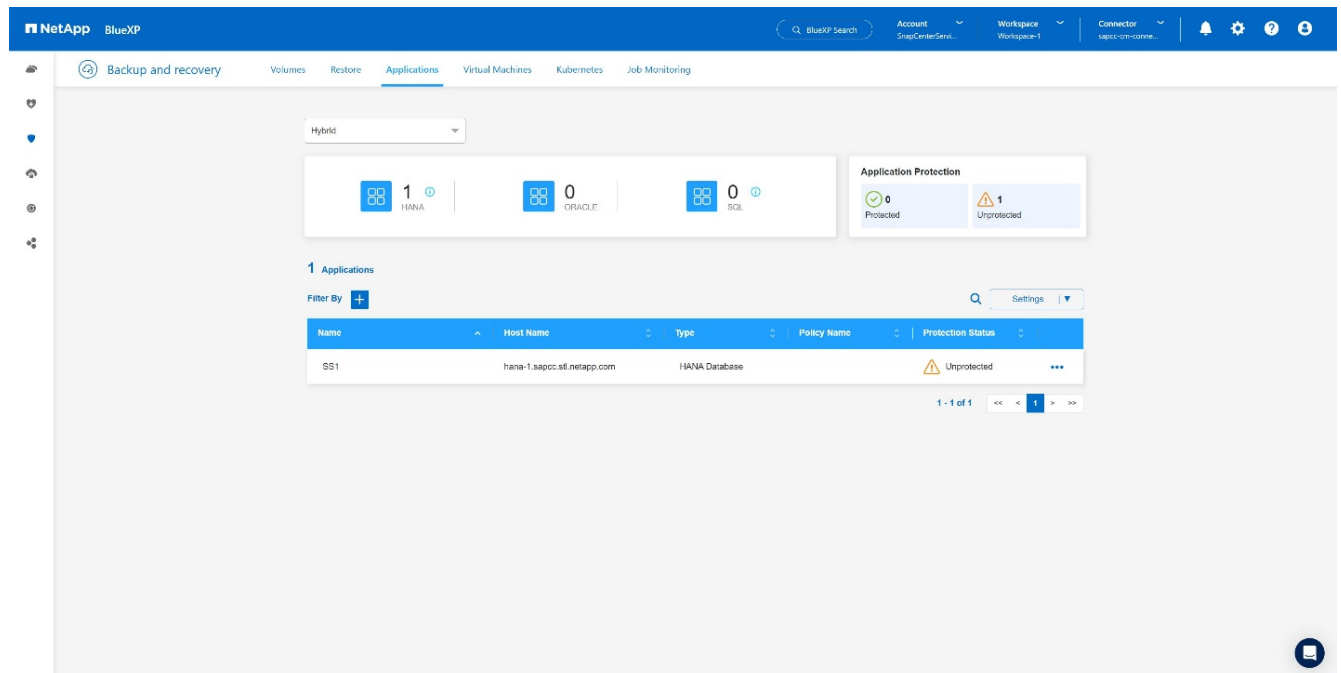 NetApp BlueXP
BlueXP Search
Account
SnapCenterServi...
Workspace
Workspace-1
Connector
sapcc-cm-conne...
Backup and recovery
Volumes Restore Applications Virtual Machines Kubernetes Job Monitoring
Hybrid
1
HANA
0
ORACLE
0
SQL
Application Protection
0
Protected
1
Unprotected
1 Applications
Filter By +
Settings
Name Host Name Type Policy Name Protection Status
SS1 hana-1.sapcc.stl.netapp.com HANA Database Unprotected
1 - 1 of 1 << < 1 > >>